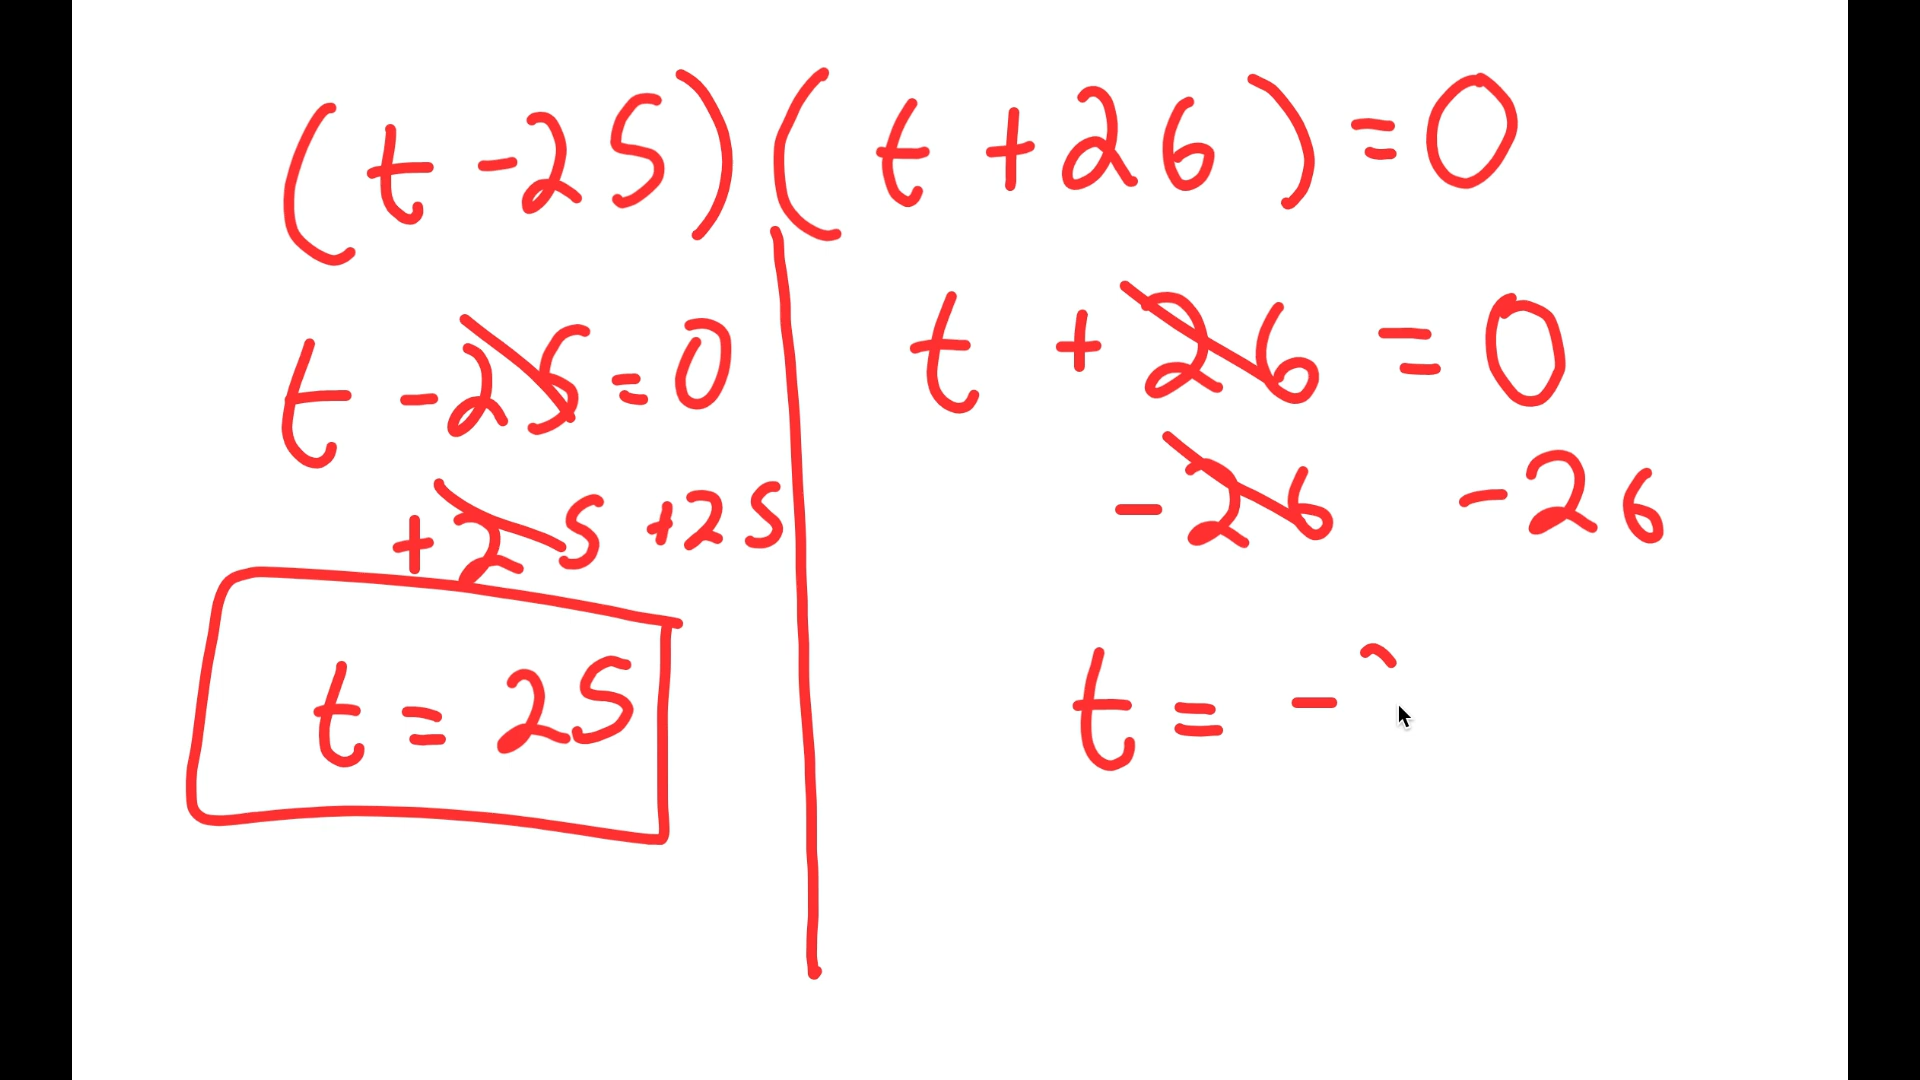 (t - 25)(t + 26) = 0
t - 25 = 0
+ 25 + 25
t = 25
t + 26 = 0
- 26 - 26
t = -